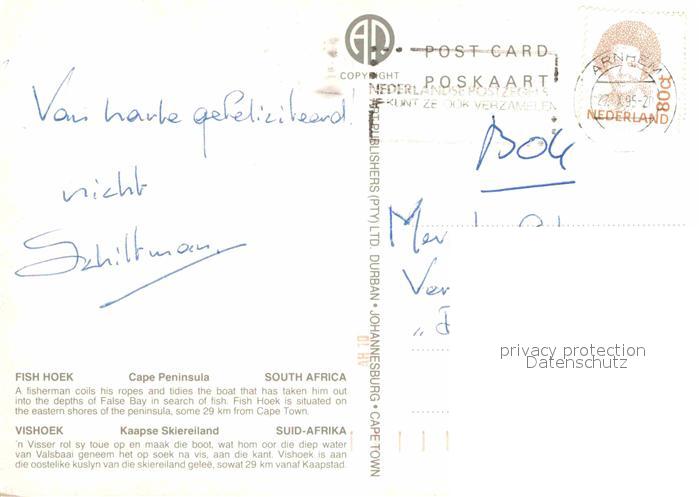 AD
COPYRIGHT
POST CARD
POSKAART
NEDERLANDSE POSTZEGELS
KUNT ZE OOK VERZAMELEN
ARNHEM
80ct
NEDERLAND
Van harte gefeliciteerd!
nicht
Schiltman
PUBLISHERS (PTY) LTD. DURBAN • JOHANNESBURG • CAPE TOWN
privacy protection
Datenschutz
FISH HOEK Cape Peninsula SOUTH AFRICA
A fisherman coils his ropes and tidies the boat that has taken him out
into the depths of False Bay in search of fish. Fish Hoek is situated on
the eastern shores of the peninsula, some 29 km from Cape Town.
VISHOEK Kaapse Skiereiland SUID-AFRIKA
'n Visser rol sy toue op en maak die boot, wat hom oor die diep water
van Valsbaai geneem het op soek na vis, aan die kant. Vishoek is aan
die oostelike kuslyn van die skiereiland geleë, sowat 29 km vanaf Kaapstad.